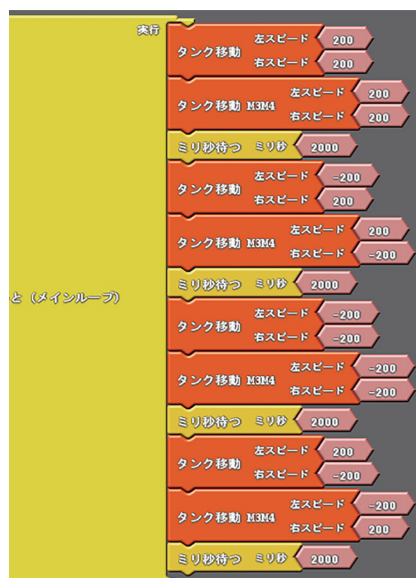 実行
タンク移動 左スピード 200
右スピード 200
タンク移動 M3M4 左スピード 200
右スピード 200
ミリ秒待つ ミリ秒 2000
タンク移動 左スピード -200
右スピード 200
タンク移動 M3M4 左スピード 200
右スピード -200
ミリ秒待つ ミリ秒 2000
と（メインループ）
タンク移動 左スピード -200
右スピード -200
タンク移動 M3M4 左スピード -200
右スピード -200
ミリ秒待つ ミリ秒 2000
タンク移動 左スピード 200
右スピード -200
タンク移動 M3M4 左スピード -200
右スピード 200
ミリ秒待つ ミリ秒 2000